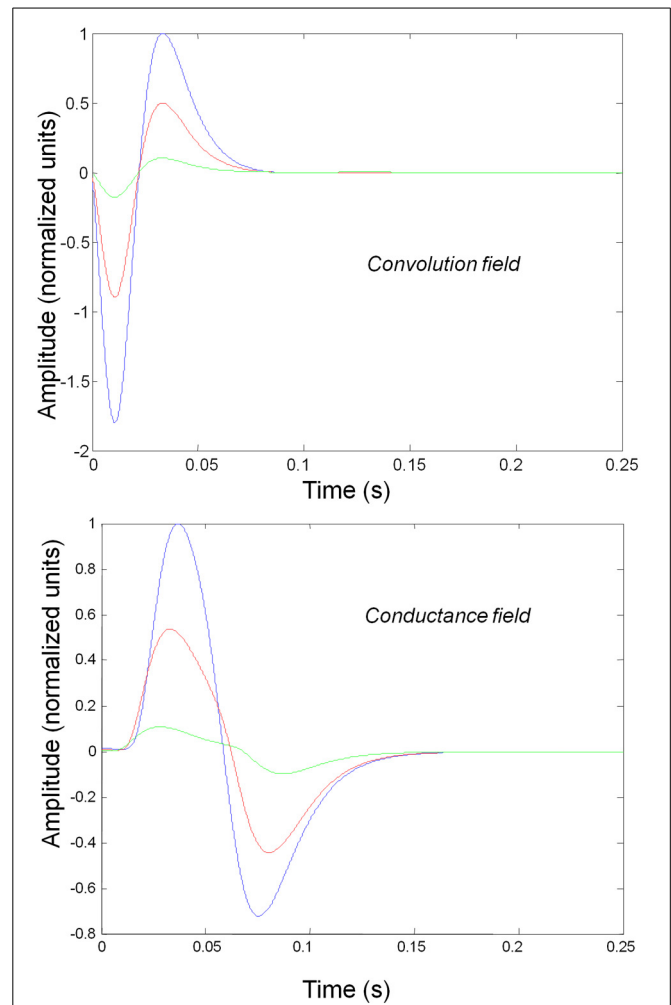 1
0.5
0
-0.5
-1
-1.5
-2
Amplitude (normalized units)
Convolution field
0 0.05 0.1 0.15 0.2 0.25
Time (s)
1
0.8
0.6
0.4
0.2
0
-0.2
-0.4
-0.6
-0.8
Amplitude (normalized units)
Conductance field
0 0.05 0.1 0.15 0.2 0.25
Time (s)